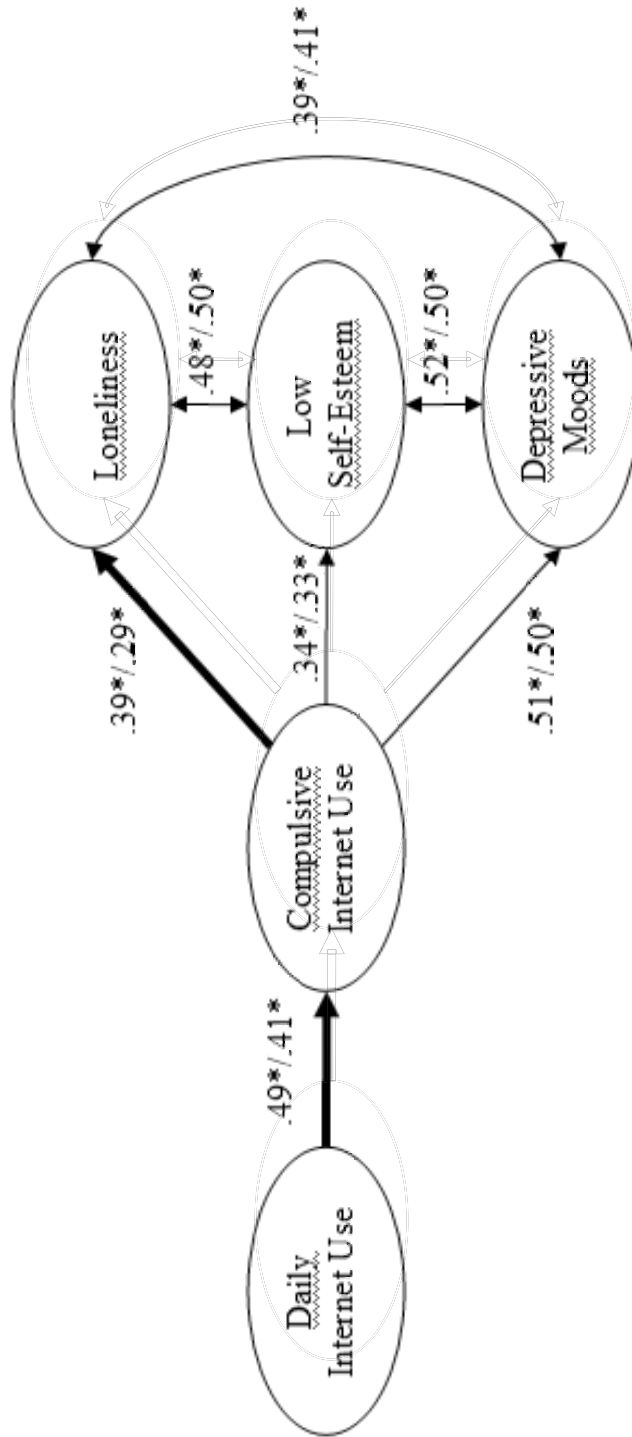 Daily
Internet Use
.49*/.41*
Compulsive
Internet Use
.39*/.29*
.34*/.33*
.51*/.50*
Loneliness
.48*/.50*
Low
Self-Esteem
.52*/.50*
Depressive
Moods
.39*/.41*